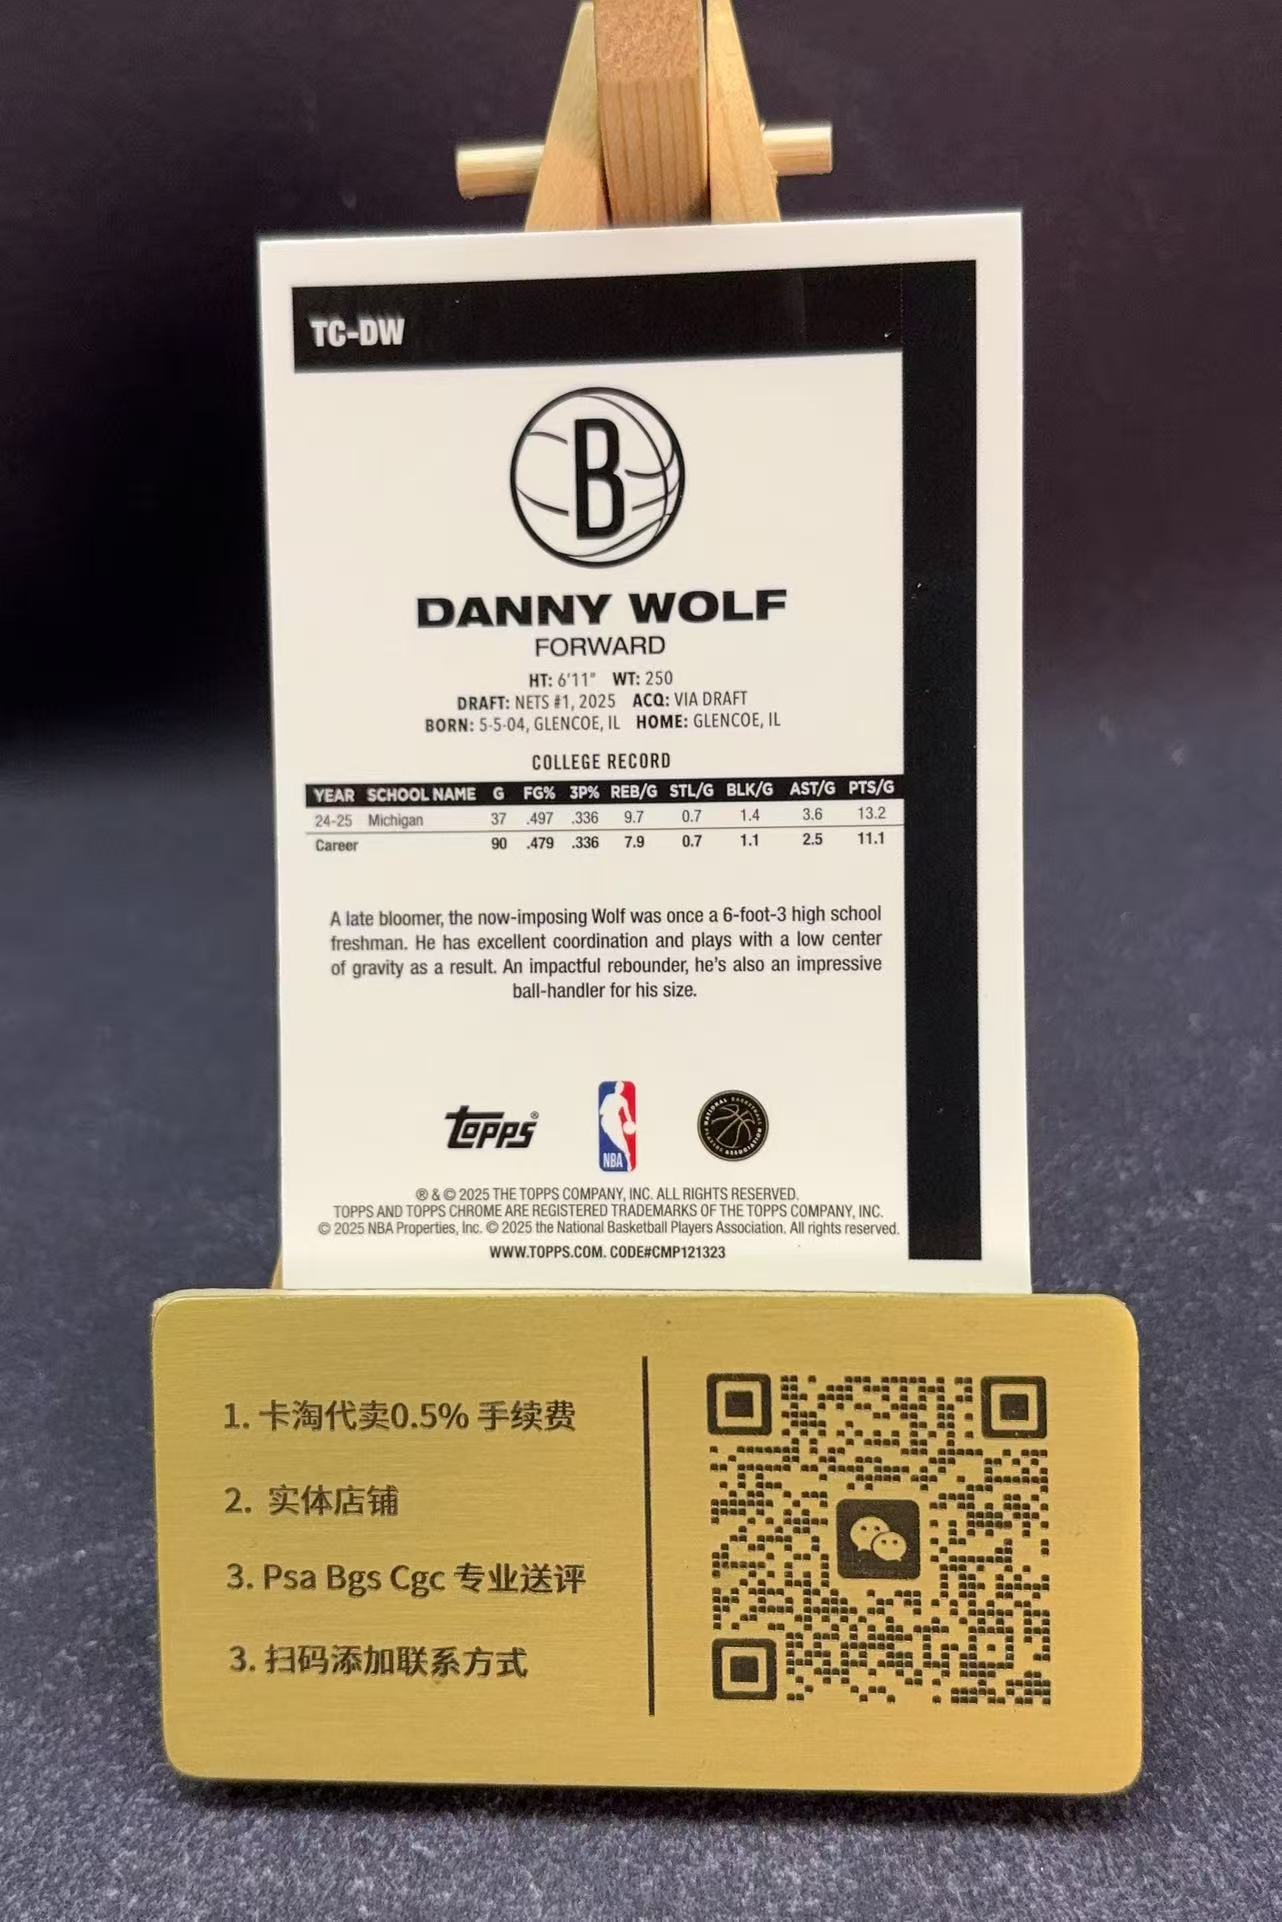 TC-DW
B
DANNY WOLF
FORWARD
HT: 6'11" WT: 250
DRAFT: NETS #1, 2025 ACQ: VIA DRAFT
BORN: 5-5-04, GLENCOE, IL HOME: GLENCOE, IL
COLLEGE RECORD
YEAR SCHOOL NAME G FG% 3P% REB/G STL/G BLK/G AST/G PTS/G
24-25 Michigan 37 .497 .336 9.7 0.7 1.4 3.6 13.2
Career 90 .479 .336 7.9 0.7 1.1 2.5 11.1
A late bloomer, the now-imposing Wolf was once a 6-foot-3 high school
freshman. He has excellent coordination and plays with a low center
of gravity as a result. An impactful rebounder, he's also an impressive
ball-handler for his size.
topps®
NBA
NATIONAL BASKETBALL PLAYERS ASSOCIATION
® & © 2025 THE TOPPS COMPANY, INC. ALL RIGHTS RESERVED.
TOPPS AND TOPPS CHROME ARE REGISTERED TRADEMARKS OF THE TOPPS COMPANY, INC.
© 2025 NBA Properties, Inc. © 2025 the National Basketball Players Association. All rights reserved.
WWW.TOPPS.COM. CODE#CMP121323
1. 卡淘代卖0.5% 手续费
2. 实体店铺
3. Psa Bgs Cgc 专业送评
3. 扫码添加联系方式